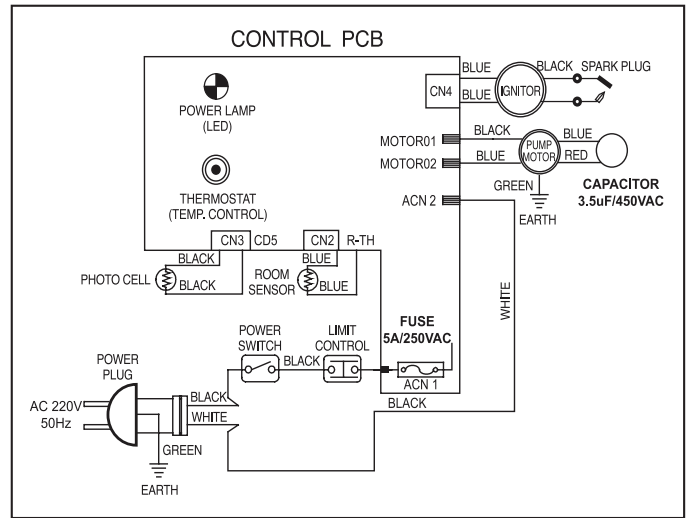 CONTROL PCB
POWER LAMP
(LED)
THERMOSTAT
(TEMP. CONTROL)
CN4
BLUE
BLUE
IGNITOR
BLACK
SPARK PLUG
MOTOR01
BLACK
MOTOR02
BLUE
PUMP
MOTOR
BLUE
RED
CAPACITOR
3.5uF/450VAC
GREEN
EARTH
ACN 2
WHITE
CN3
CD5
CN2
R-TH
BLACK
BLACK
PHOTO CELL
BLUE
BLUE
ROOM
SENSOR
FUSE
5A/250VAC
POWER
SWITCH
BLACK
LIMIT
CONTROL
ACN 1
BLACK
POWER
PLUG
AC 220V
50Hz
BLACK
WHITE
GREEN
EARTH